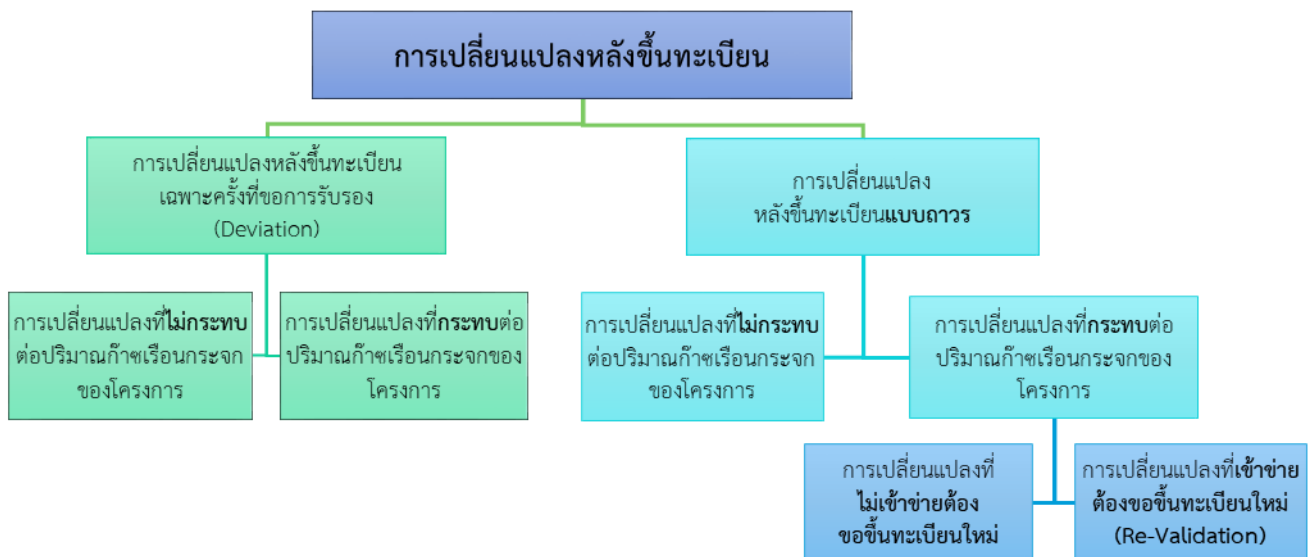 การเปลี่ยนแปลงหลังขึ้นทะเบียน
การเปลี่ยนแปลงหลังขึ้นทะเบียน
เฉพาะครั้งที่ขอการรับรอง
(Deviation)
การเปลี่ยนแปลง
หลังขึ้นทะเบียนแบบถาวร
การเปลี่ยนแปลงที่ไม่กระทบ
ต่อปริมาณก๊าซเรือนกระจก
ของโครงการ
การเปลี่ยนแปลงที่กระทบต่อ
ปริมาณก๊าซเรือนกระจกของ
โครงการ
การเปลี่ยนแปลงที่ไม่กระทบ
ต่อปริมาณก๊าซเรือนกระจก
ของโครงการ
การเปลี่ยนแปลงที่กระทบต่อ
ปริมาณก๊าซเรือนกระจกของ
โครงการ
การเปลี่ยนแปลงที่
ไม่เข้าข่ายต้อง
ขอขึ้นทะเบียนใหม่
การเปลี่ยนแปลงที่เข้าข่าย
ต้องขอขึ้นทะเบียนใหม่
(Re-Validation)